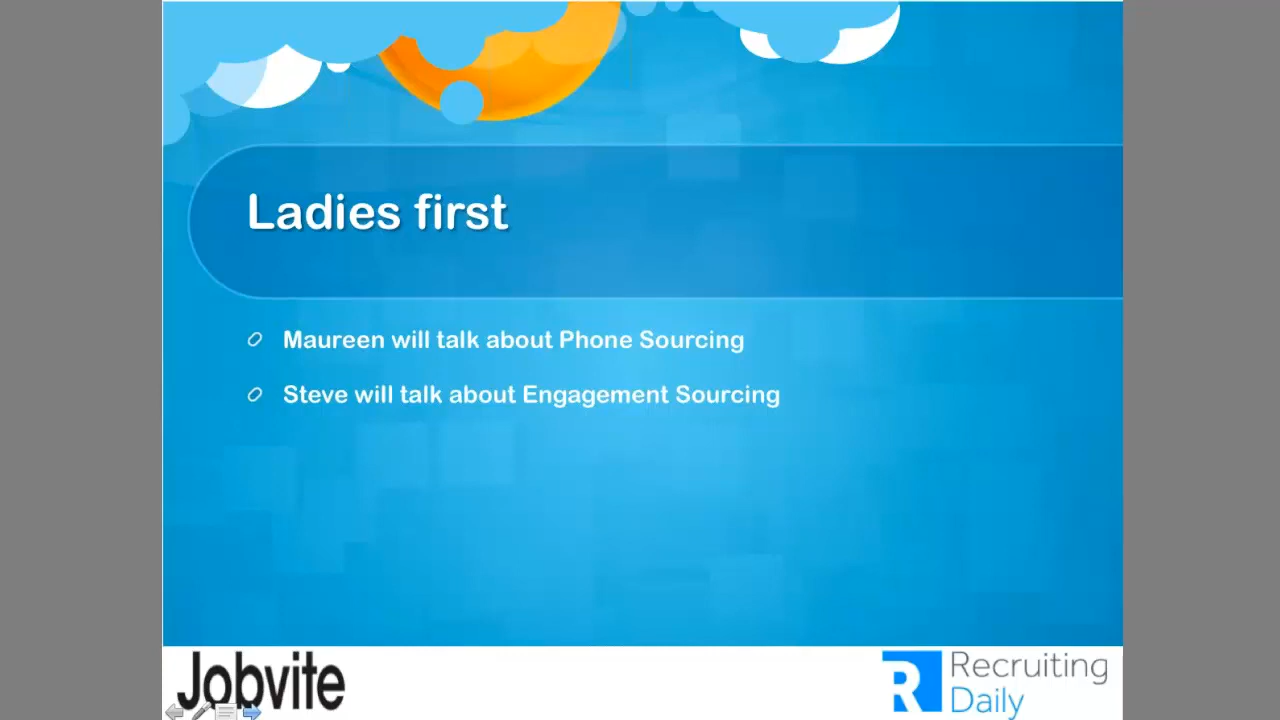 Ladies first
Maureen will talk about Phone Sourcing
Steve will talk about Engagement Sourcing
Jobvite
R Recruiting
Daily